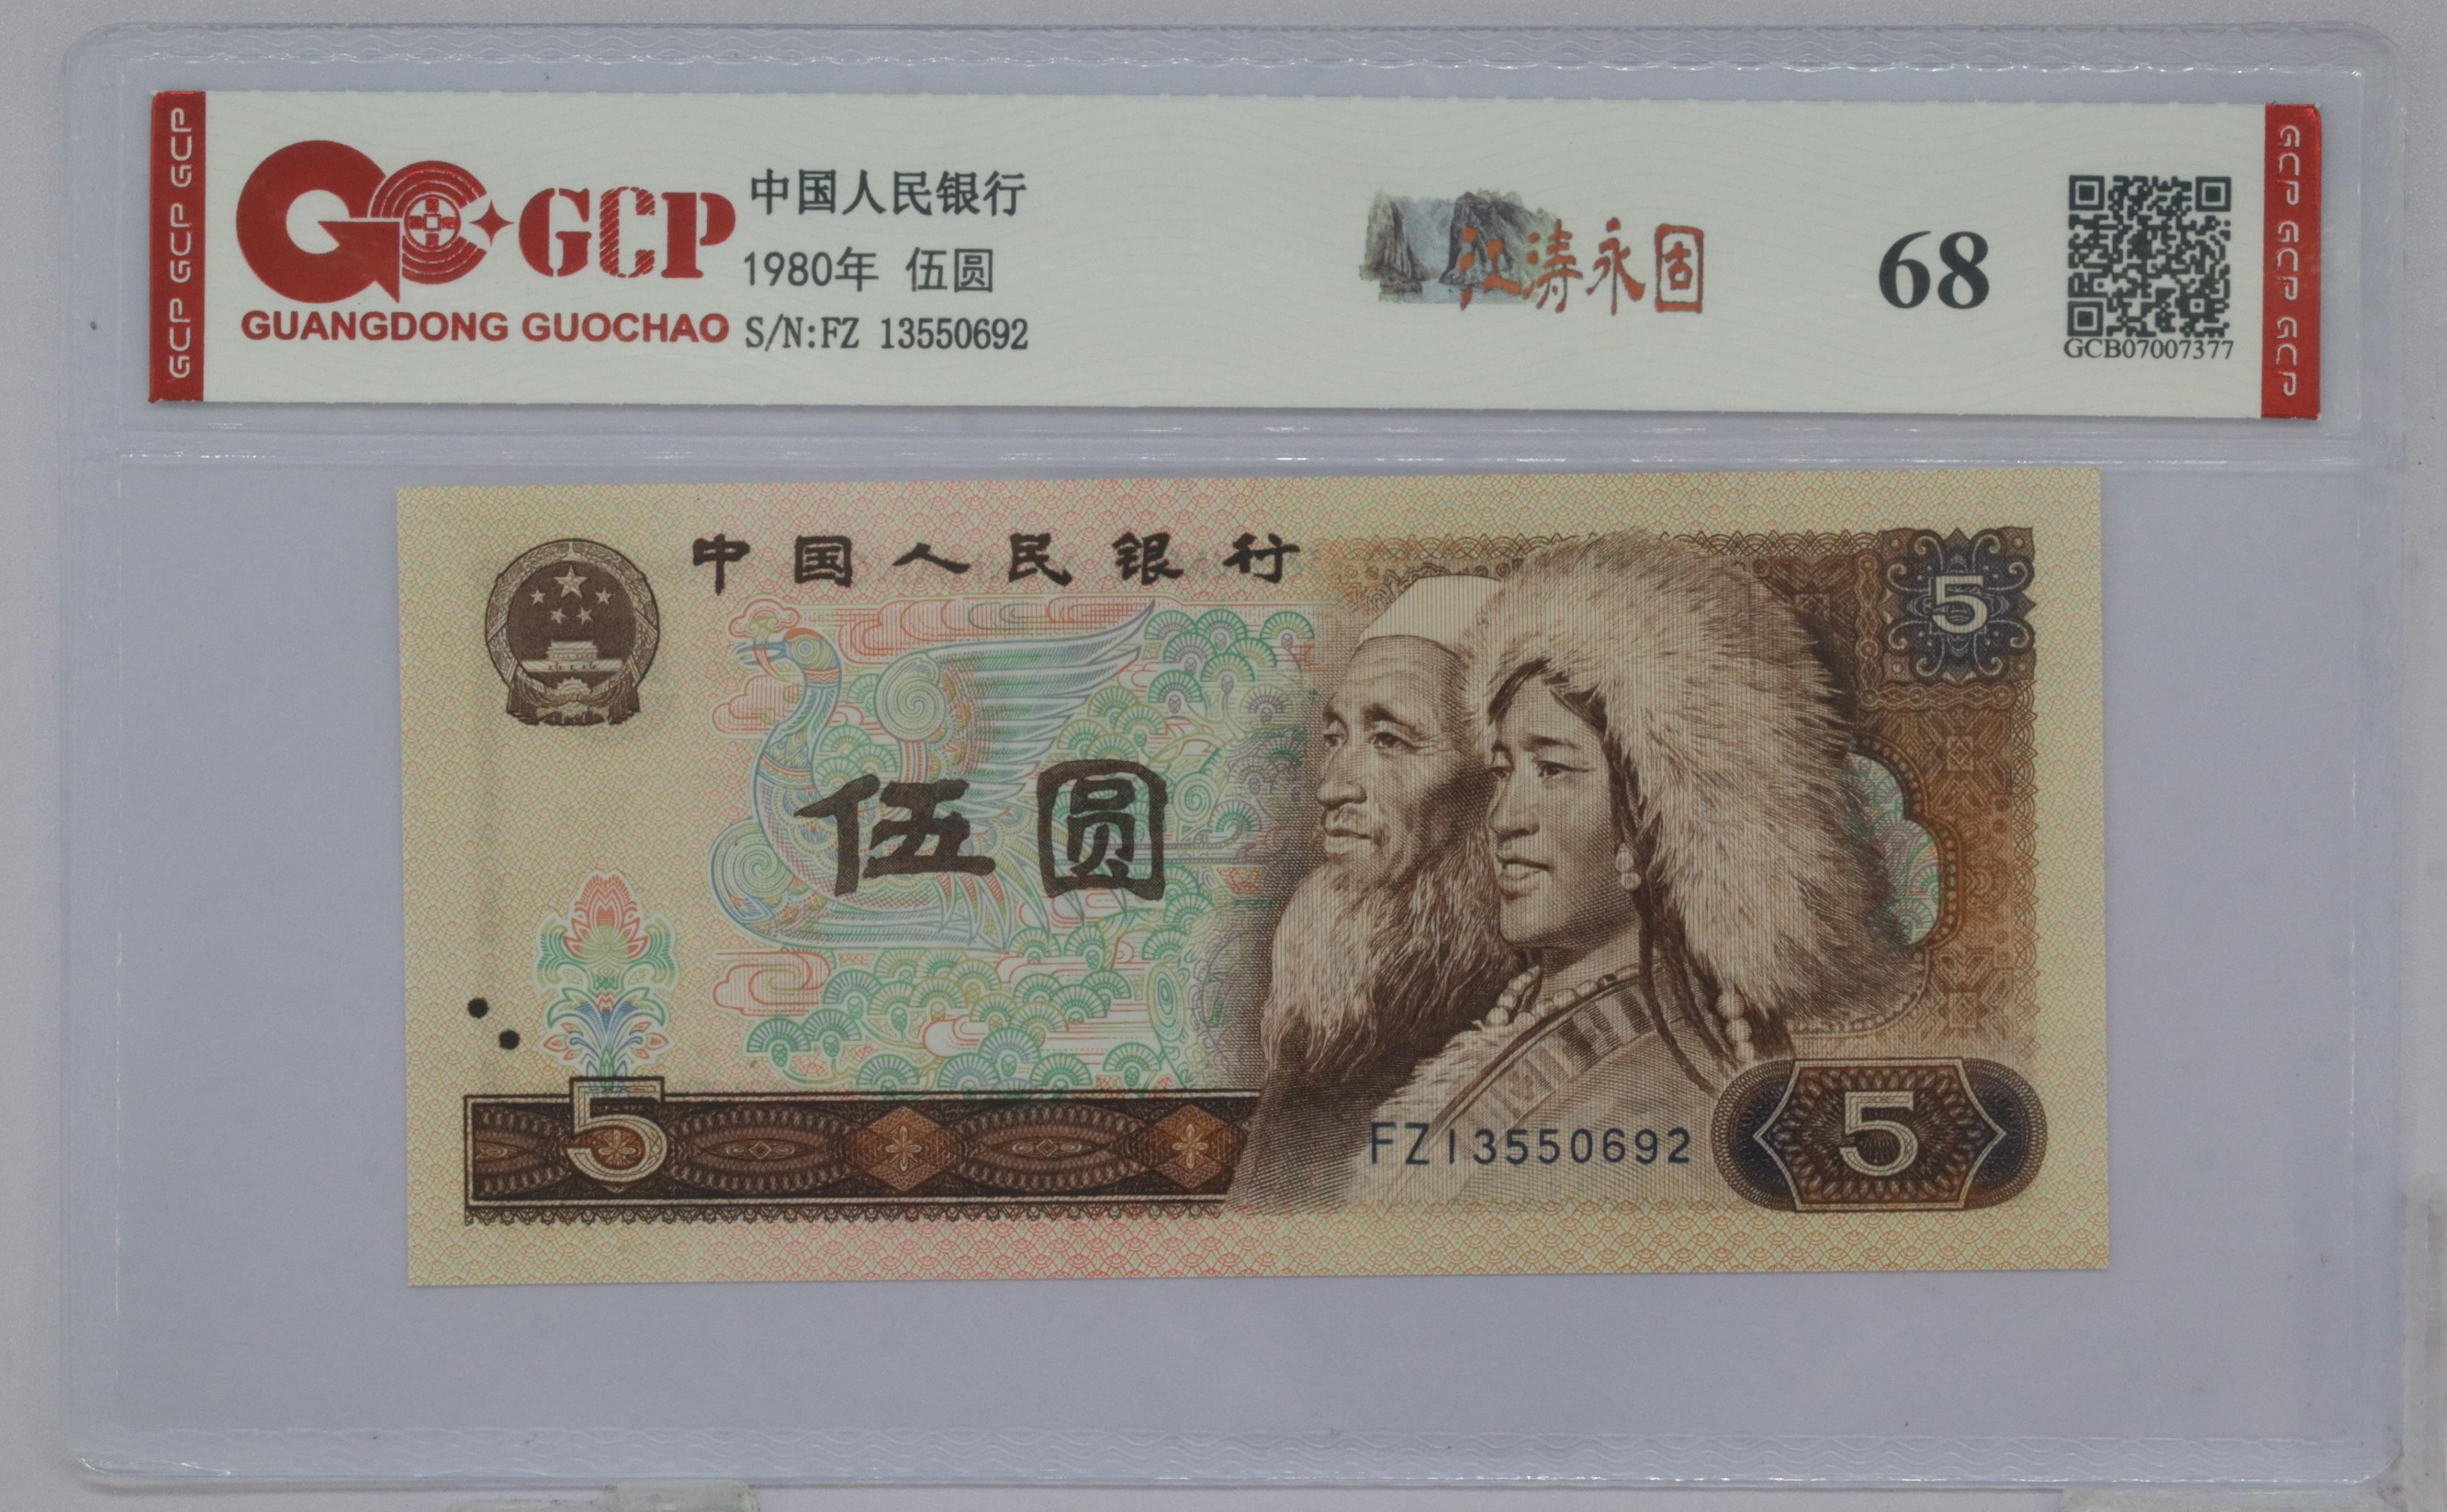 GCP GCP GCP
GCP
中国人民银行
1980年 伍圆
GUANGDONG GUOCHAO
S/N:FZ 13550692
江涛永固
68
GCB07007377
GCP GCP GCP
中国人民银行
5
伍圆
5
FZ13550692
5